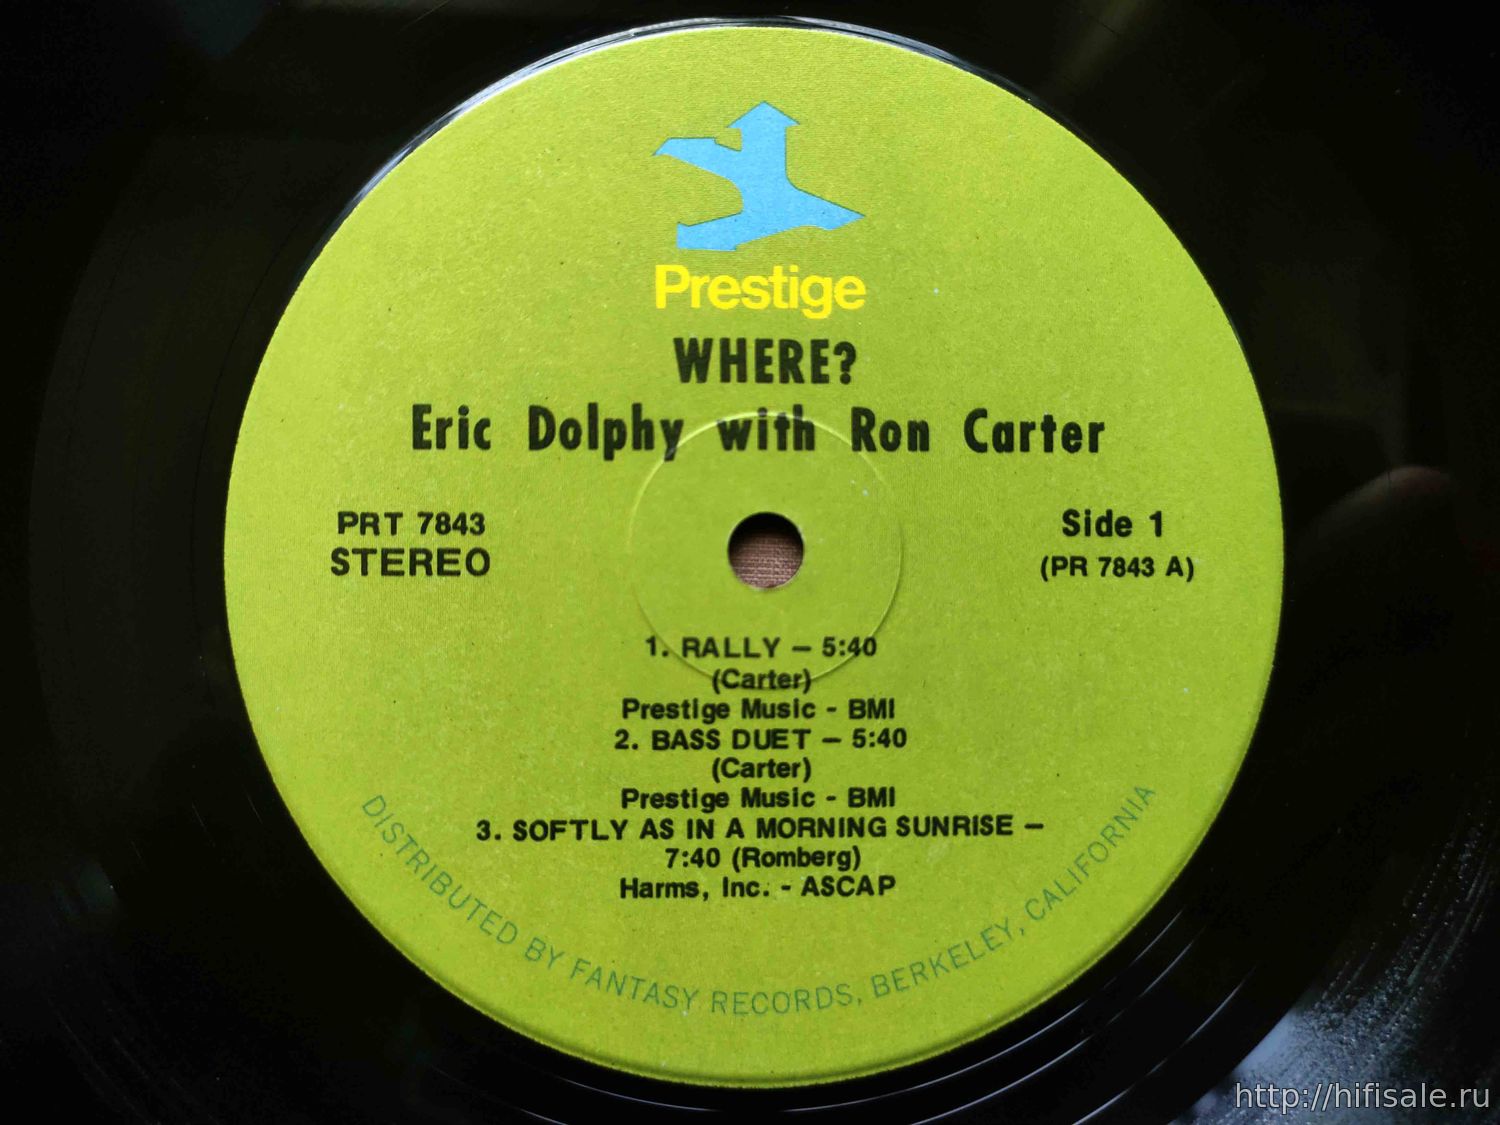 Prestige
WHERE?
Eric Dolphy with Ron Carter
PRT 7843
STEREO
Side 1
(PR 7843 A)
1. RALLY – 5:40
(Carter)
Prestige Music - BMI
2. BASS DUET – 5:40
(Carter)
Prestige Music - BMI
3. SOFTLY AS IN A MORNING SUNRISE –
7:40 (Romberg)
Harms, Inc. - ASCAP
DISTRIBUTED BY FANTASY RECORDS, BERKELEY, CALIFORNIA
http://hifisale.ru